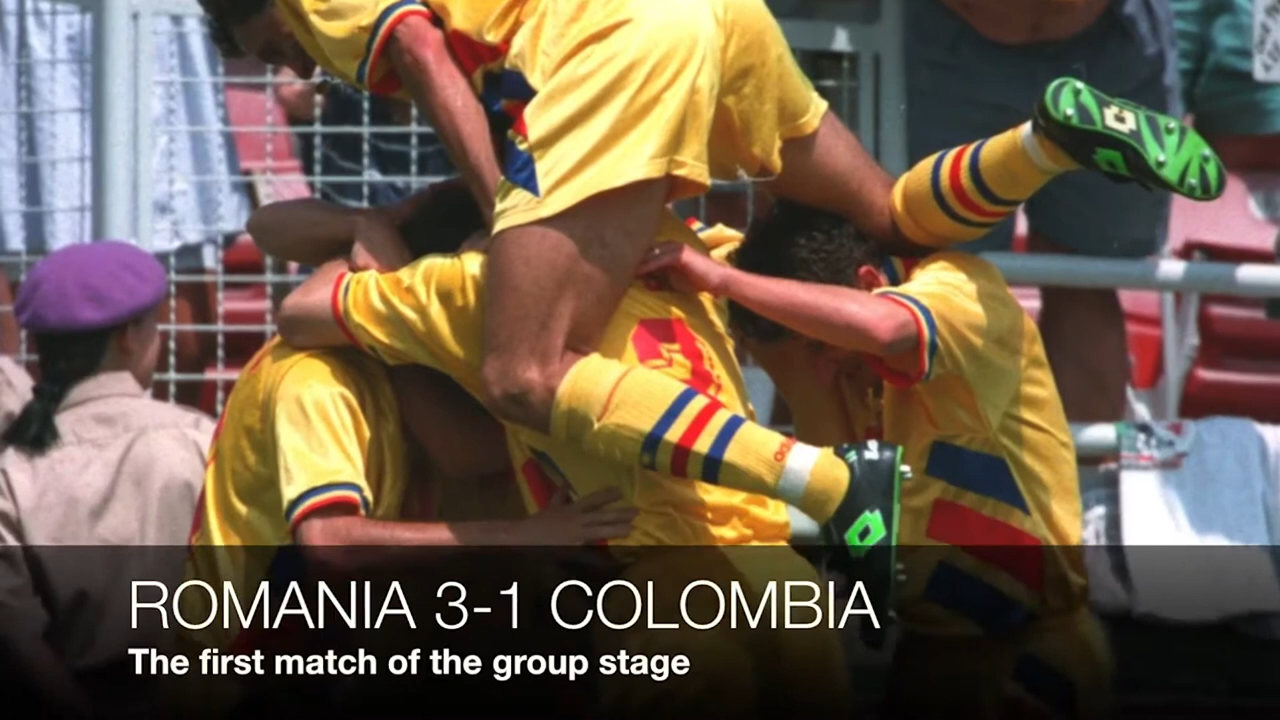 ROMANIA 3-1 COLOMBIA
The first match of the group stage